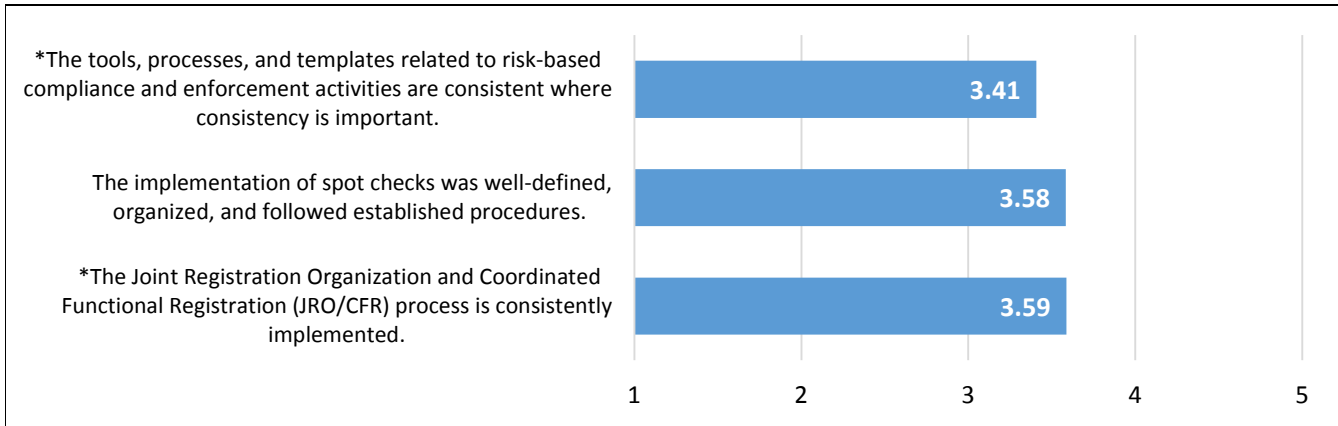 *The tools, processes, and templates related to risk-based
compliance and enforcement activities are consistent where
consistency is important.
3.41
The implementation of spot checks was well-defined,
organized, and followed established procedures.
3.58
*The Joint Registration Organization and Coordinated
Functional Registration (JRO/CFR) process is consistently
implemented.
3.59
1 2 3 4 5